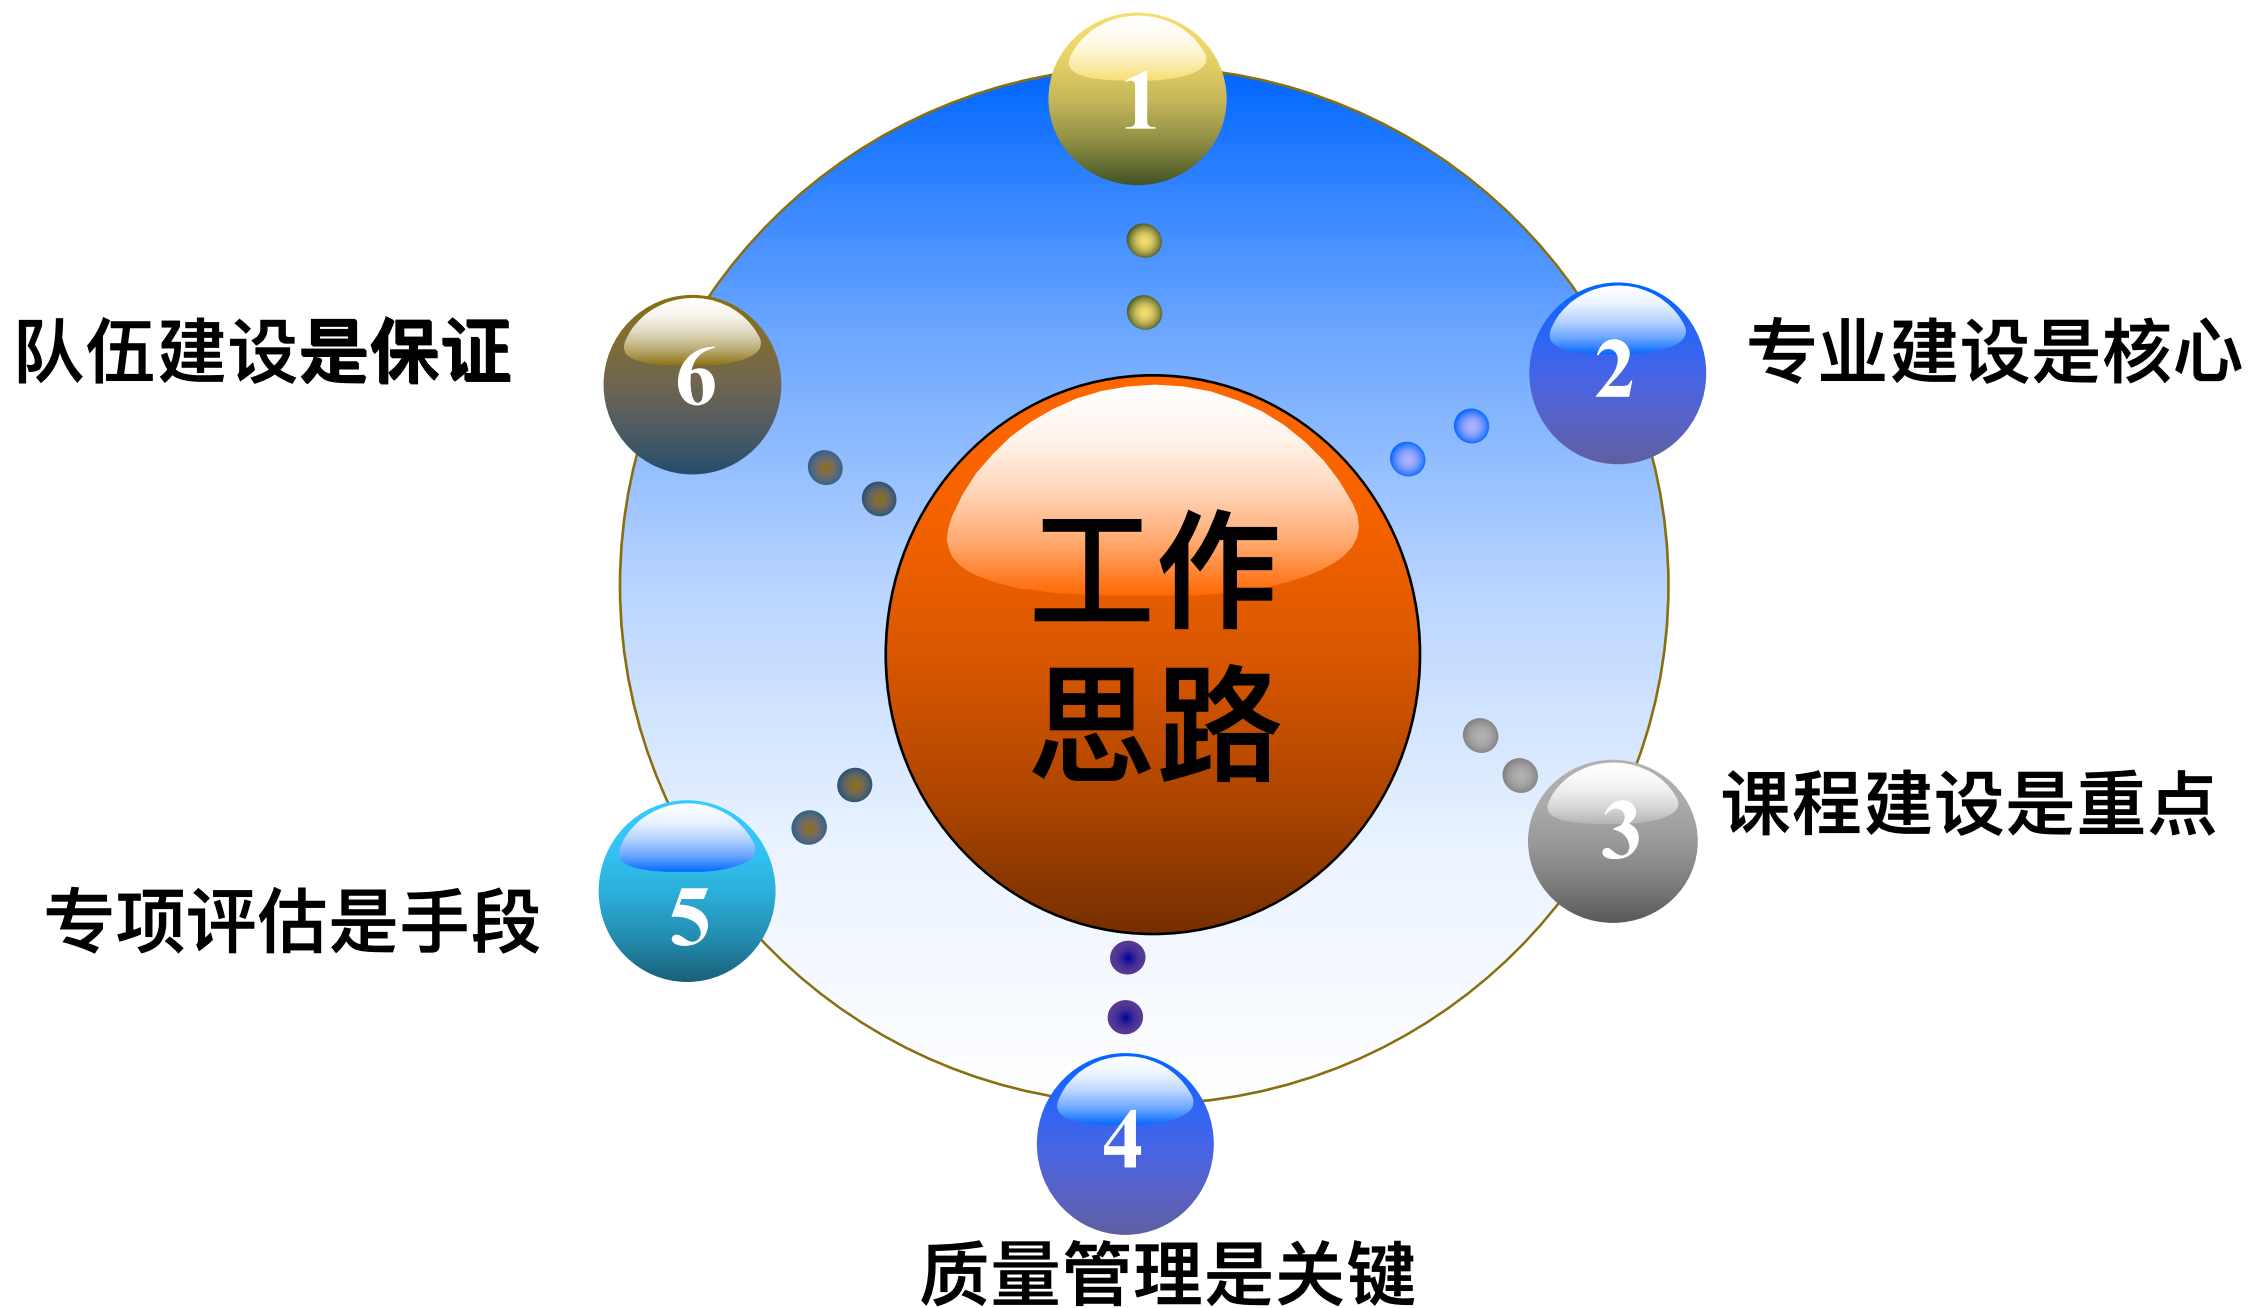 1
2
专业建设是核心
队伍建设是保证
6
工作
思路
3
课程建设是重点
5
专项评估是手段
4
质量管理是关键